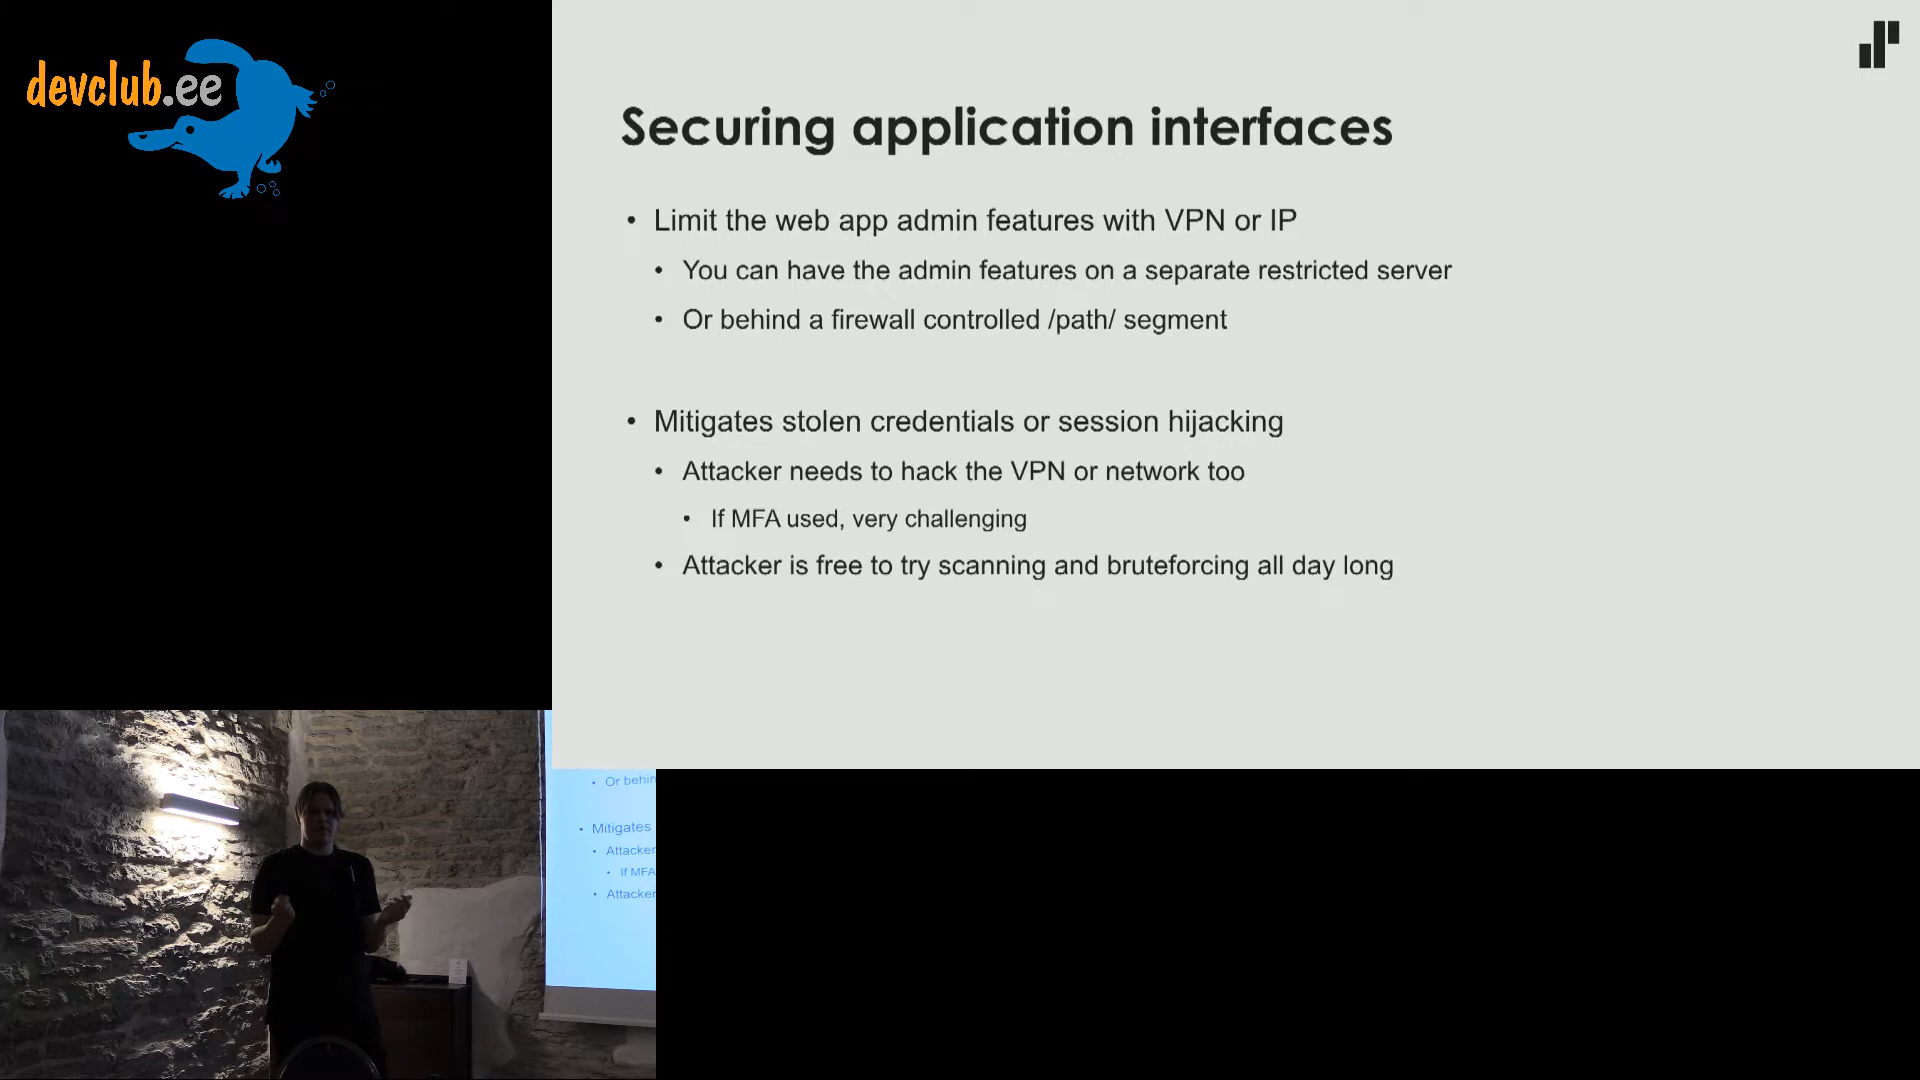 devclub.ee
Securing application interfaces
• Limit the web app admin features with VPN or IP
• You can have the admin features on a separate restricted server
• Or behind a firewall controlled /path/ segment
• Mitigates stolen credentials or session hijacking
• Attacker needs to hack the VPN or network too
• If MFA used, very challenging
• Attacker is free to try scanning and bruteforcing all day long
• Or behin
• Mitigates
• Attacker
• If MFA
• Attacker